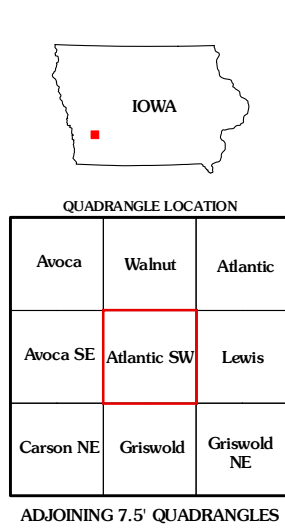 IOWA
QUADRANGLE LOCATION
Avoca Walnut Atlantic
Avoca SE Atlantic SW Lewis
Carson NE Griswold Griswold NE
ADJOINING 7.5' QUADRANGLES